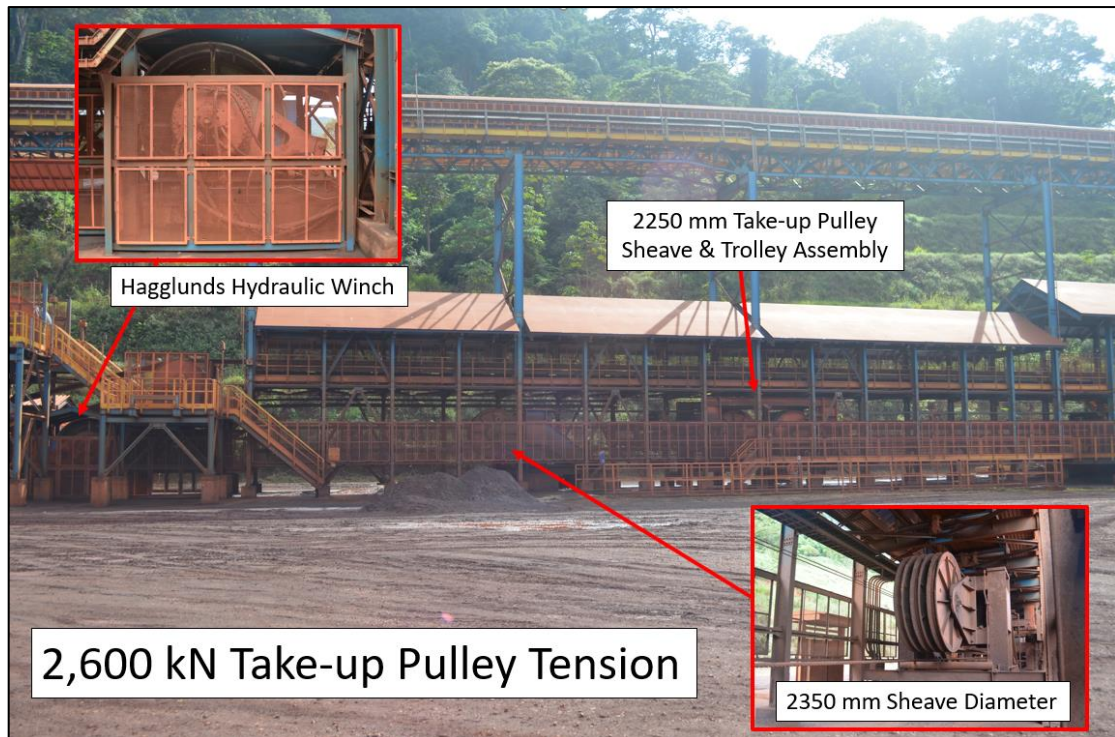 2250 mm Take-up Pulley
Sheave & Trolley Assembly
Hagglunds Hydraulic Winch
2,600 kN Take-up Pulley Tension
2350 mm Sheave Diameter